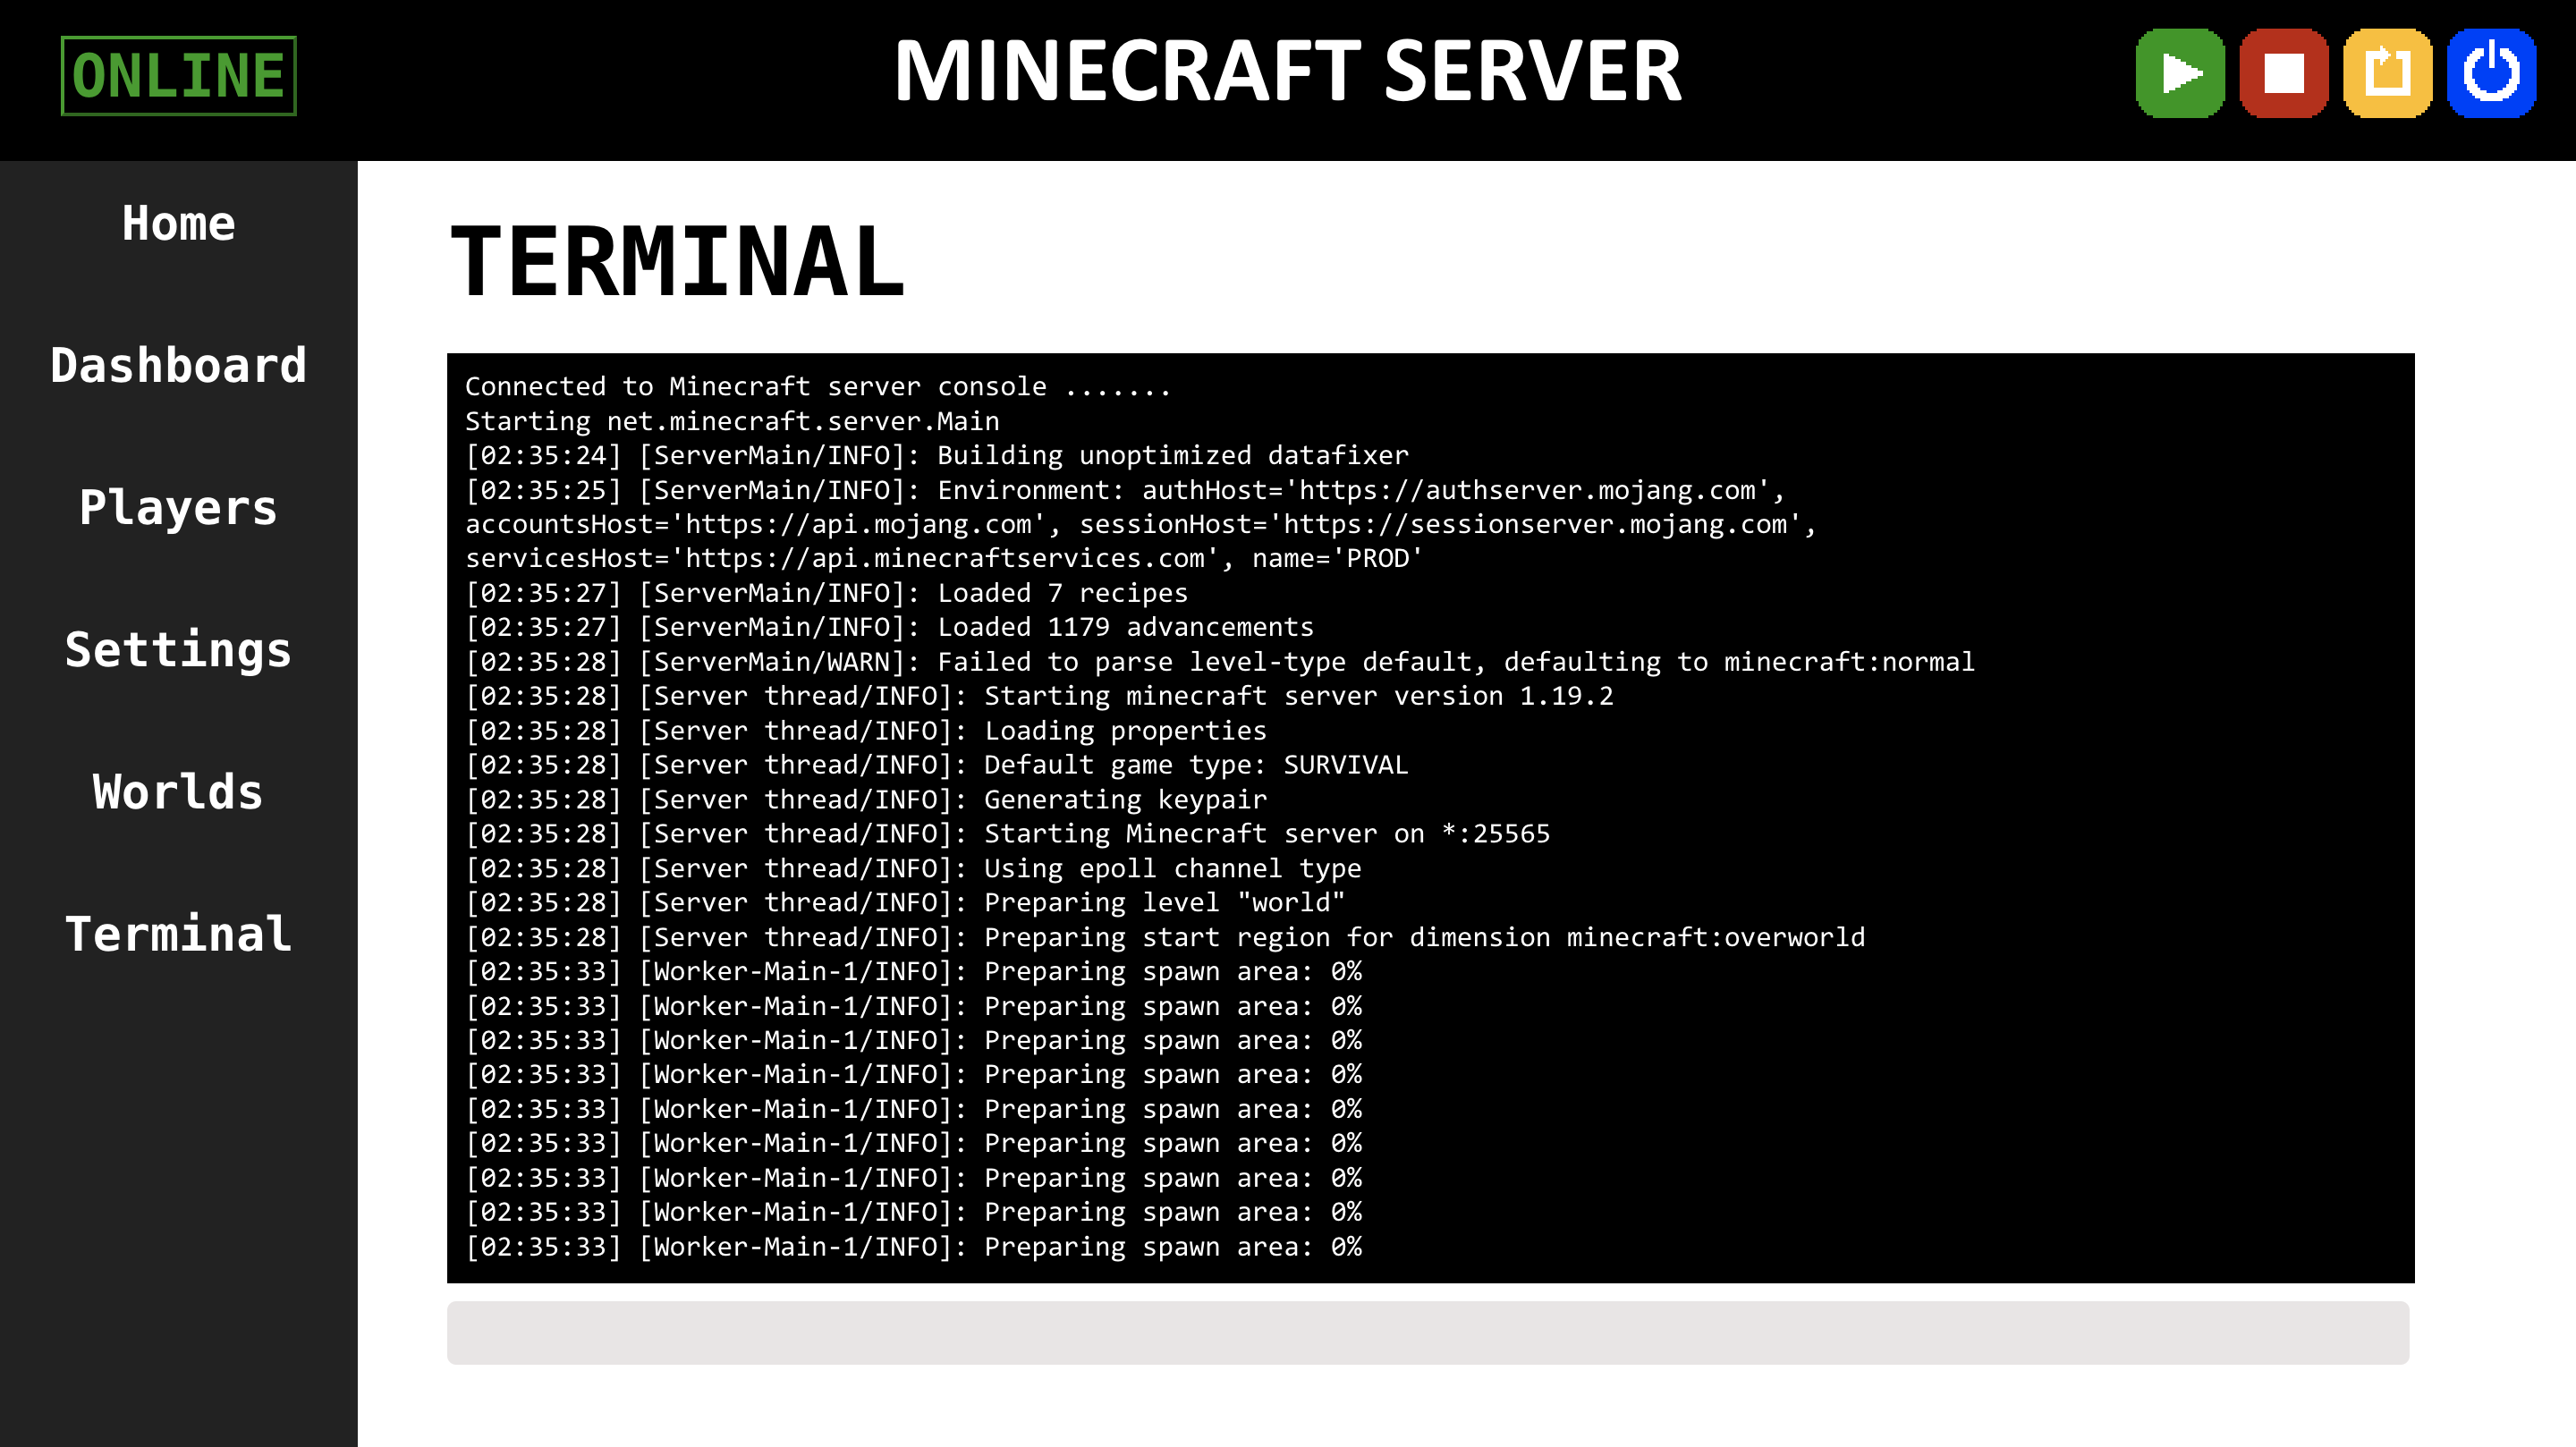 ONLINE
MINECRAFT SERVER
Home
Dashboard
Players
Settings
Worlds
Terminal
TERMINAL
Connected to Minecraft server console .......
Starting net.minecraft.server.Main
[02:35:24] [ServerMain/INFO]: Building unoptimized datafixer
[02:35:25] [ServerMain/INFO]: Environment: authHost='https://authserver.mojang.com',
accountsHost='https://api.mojang.com', sessionHost='https://sessionserver.mojang.com',
servicesHost='https://api.minecraftservices.com', name='PROD'
[02:35:27] [ServerMain/INFO]: Loaded 7 recipes
[02:35:27] [ServerMain/INFO]: Loaded 1179 advancements
[02:35:28] [ServerMain/WARN]: Failed to parse level-type default, defaulting to minecraft:normal
[02:35:28] [Server thread/INFO]: Starting minecraft server version 1.19.2
[02:35:28] [Server thread/INFO]: Loading properties
[02:35:28] [Server thread/INFO]: Default game type: SURVIVAL
[02:35:28] [Server thread/INFO]: Generating keypair
[02:35:28] [Server thread/INFO]: Starting Minecraft server on *:25565
[02:35:28] [Server thread/INFO]: Using epoll channel type
[02:35:28] [Server thread/INFO]: Preparing level "world"
[02:35:28] [Server thread/INFO]: Preparing start region for dimension minecraft:overworld
[02:35:33] [Worker-Main-1/INFO]: Preparing spawn area: 0%
[02:35:33] [Worker-Main-1/INFO]: Preparing spawn area: 0%
[02:35:33] [Worker-Main-1/INFO]: Preparing spawn area: 0%
[02:35:33] [Worker-Main-1/INFO]: Preparing spawn area: 0%
[02:35:33] [Worker-Main-1/INFO]: Preparing spawn area: 0%
[02:35:33] [Worker-Main-1/INFO]: Preparing spawn area: 0%
[02:35:33] [Worker-Main-1/INFO]: Preparing spawn area: 0%
[02:35:33] [Worker-Main-1/INFO]: Preparing spawn area: 0%
[02:35:33] [Worker-Main-1/INFO]: Preparing spawn area: 0%